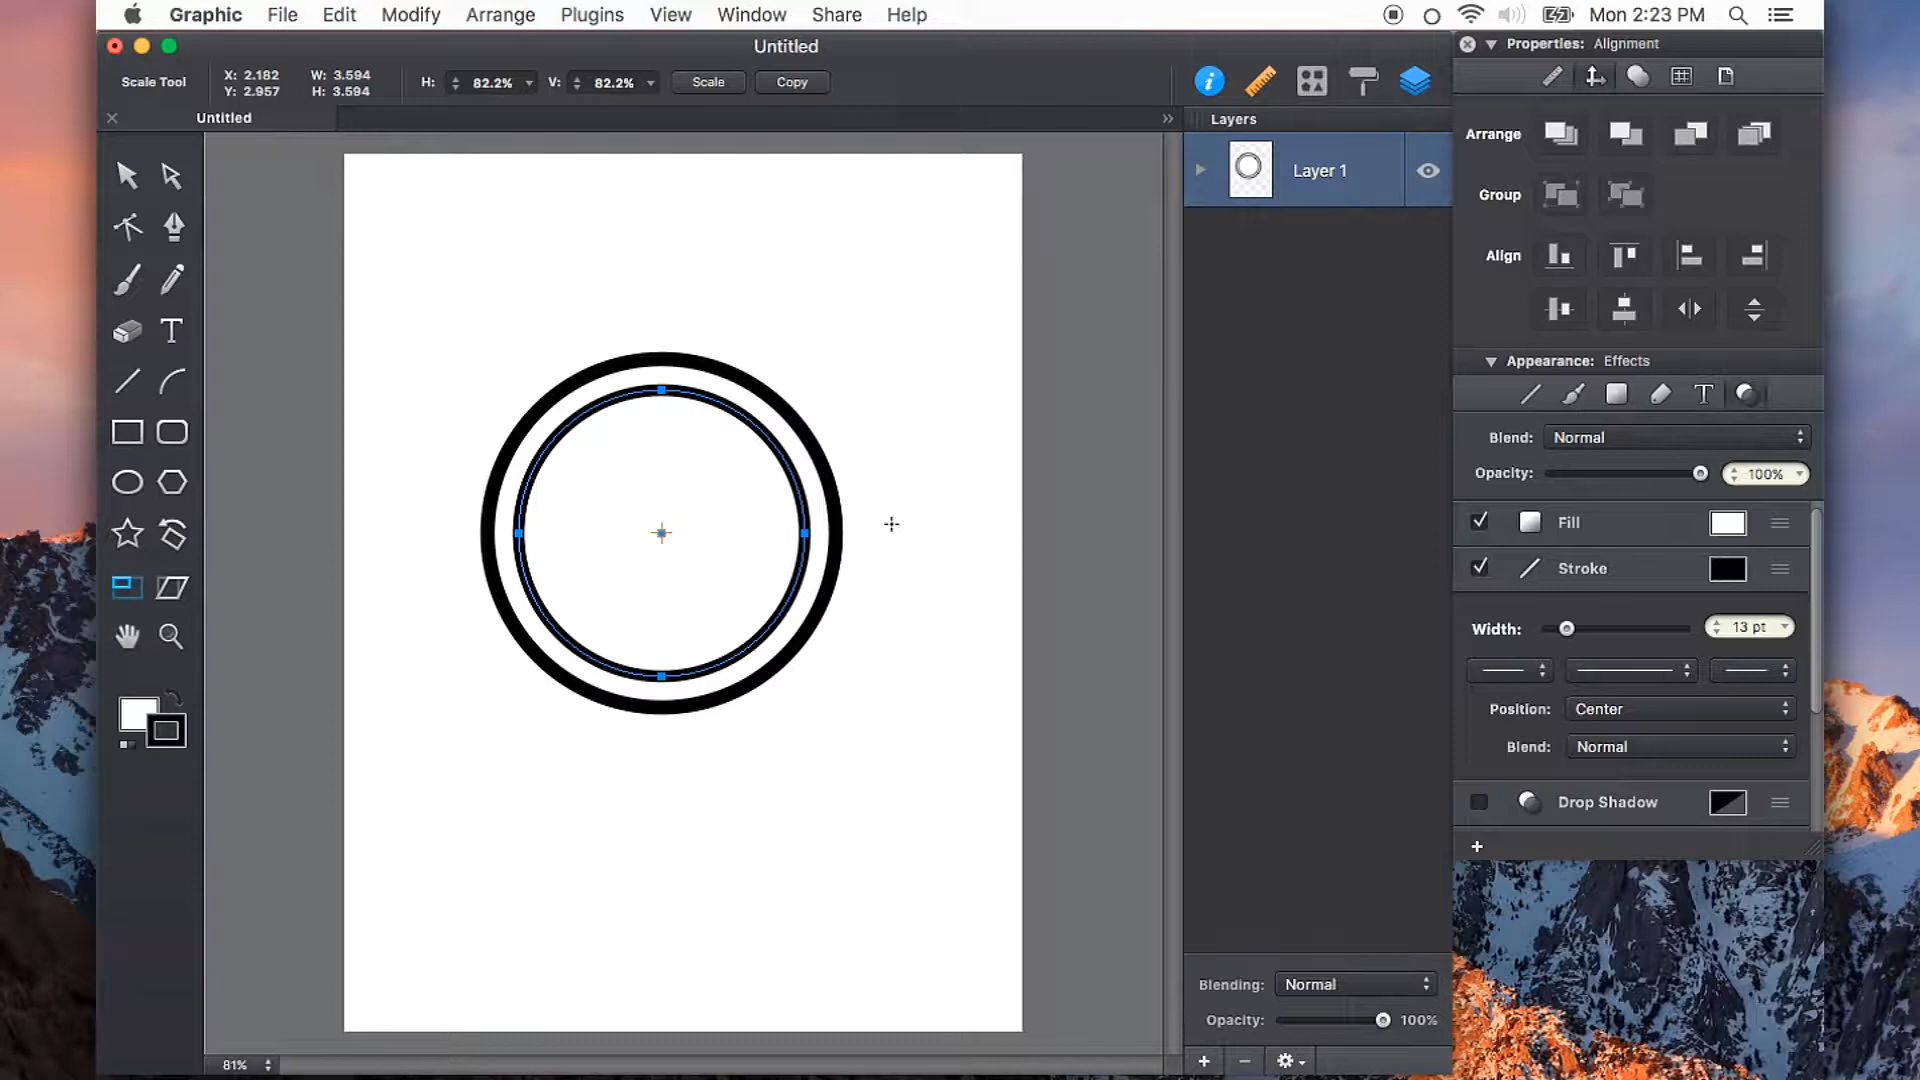 Graphic File Edit Modify Arrange Plugins View Window Share Help Mon 2:23 PM
Untitled
Scale Tool X: 2.182 W: 3.594 H: 82.2% V: 82.2% Scale Copy
Y: 2.957 H: 3.594
Untitled
Layers
Layer 1
Blending: Normal
Opacity: 100%
81%
Properties: Alignment
Arrange
Group
Align
Appearance: Effects
T
Blend: Normal
Opacity: 100%
Fill
Stroke
Width: 13 pt
Position: Center
Blend: Normal
Drop Shadow